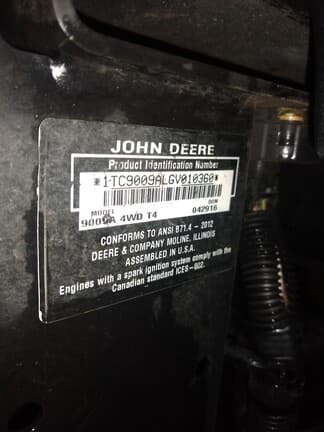 JOHN DEERE
Product Identification Number
*1TC9009ALGV010360*
DOM
MODEL 042916
9009A 4WD T4
CONFORMS TO ANSI B71.4 - 2012
DEERE & COMPANY MOLINE, ILLINOIS
ASSEMBLED IN U.S.A.
Engines with a spark ignition system comply with the
Canadian standard ICES-002.